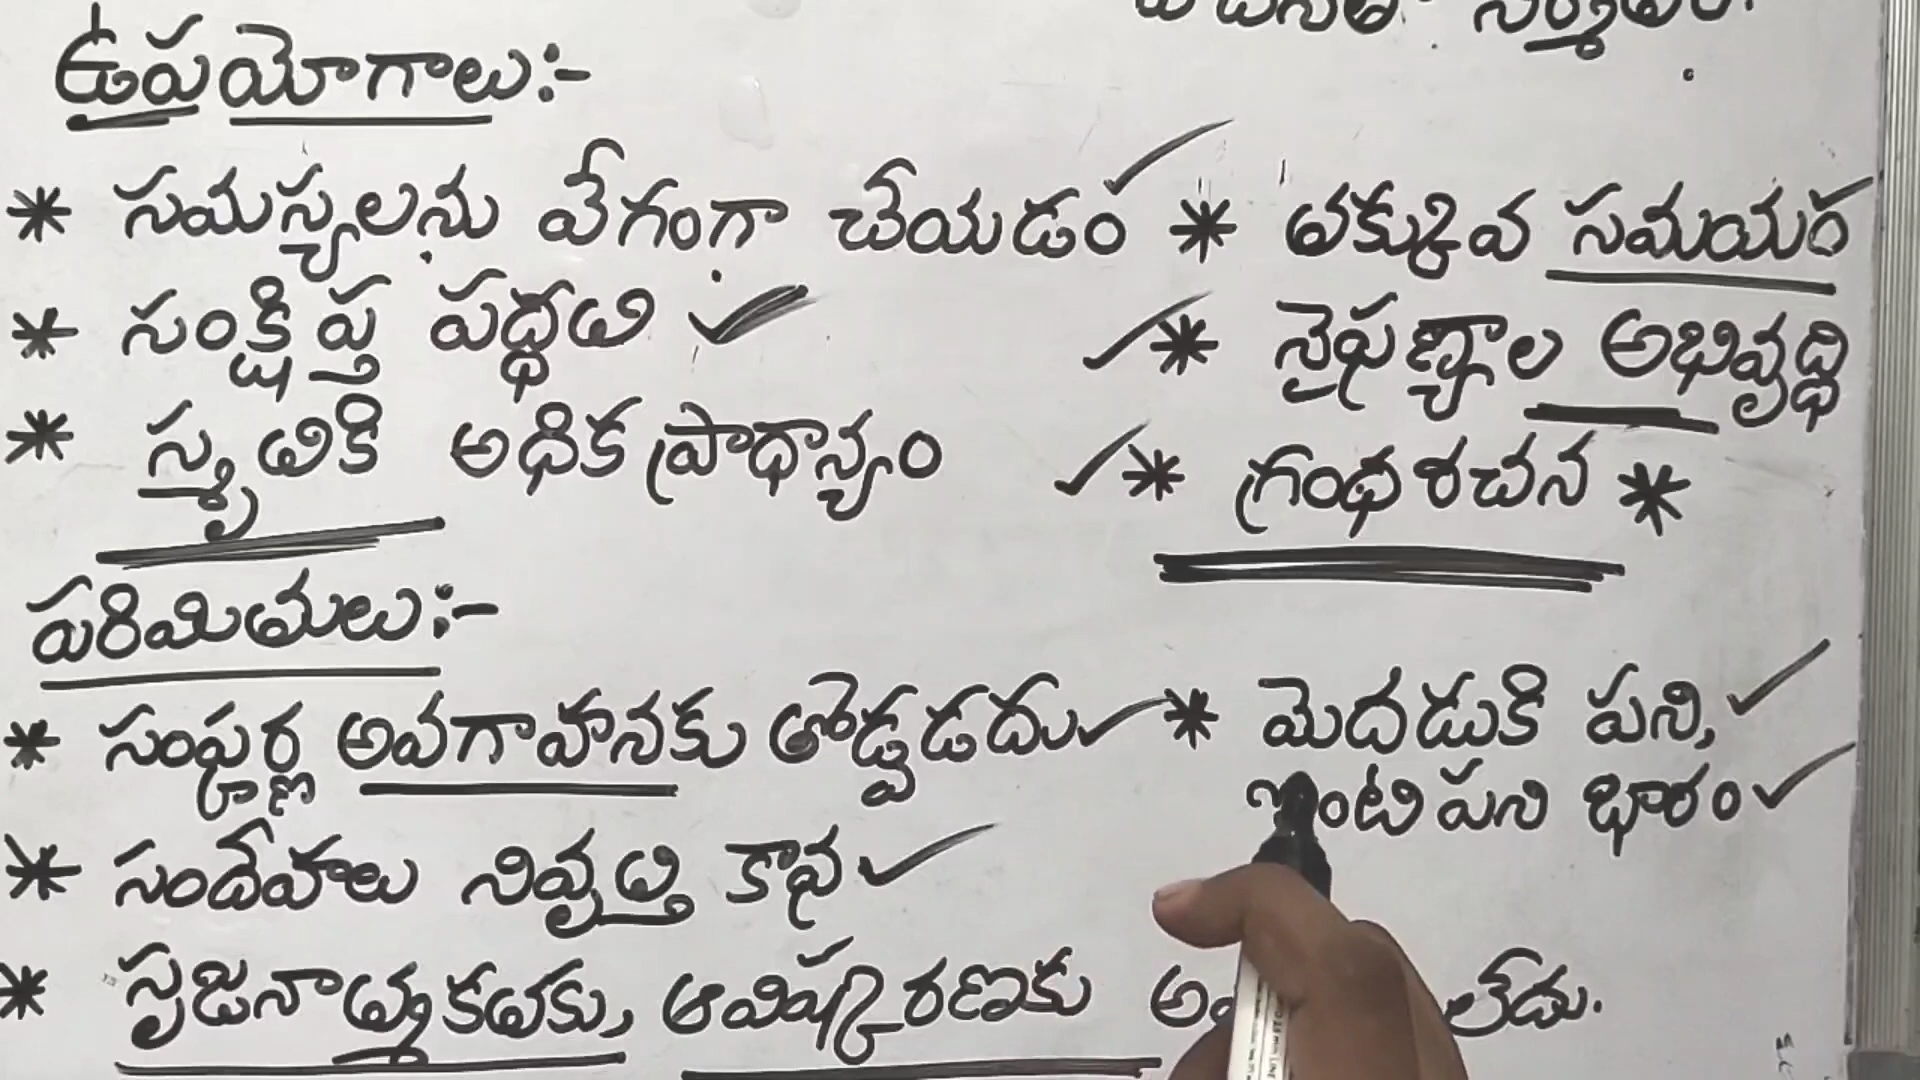 ఉపయోగాలు:-
* సమస్యలను వేగంగా చేయడం
* సంక్షిప్త పద్ధతి
* స్మృతికి అధిక ప్రాధాన్యం
* తక్కువ సమయం
* నైపుణ్యాల అభివృద్ధి
* గ్రంథ రచన *
పరిమితులు:-
* సంపూర్ణ అవగాహనకు తోడ్పడదు
* సందేహాలు నివృత్తి కావు
* సృజనాత్మకతకు, ఆవిష్కరణకు లేదు.
* మెదడుకి పని,
ఇంటి పని భారం